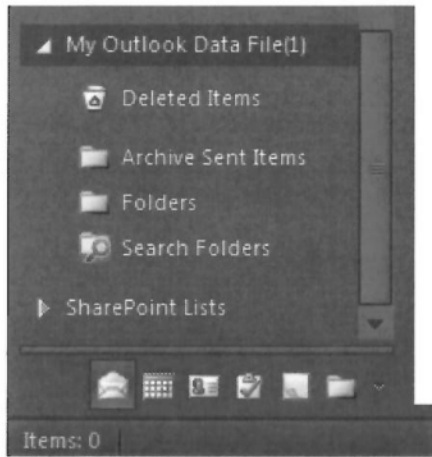 My Outlook Data File(1)
Deleted Items
Archive Sent Items
Folders
Search Folders
SharePoint Lists
Items: 0